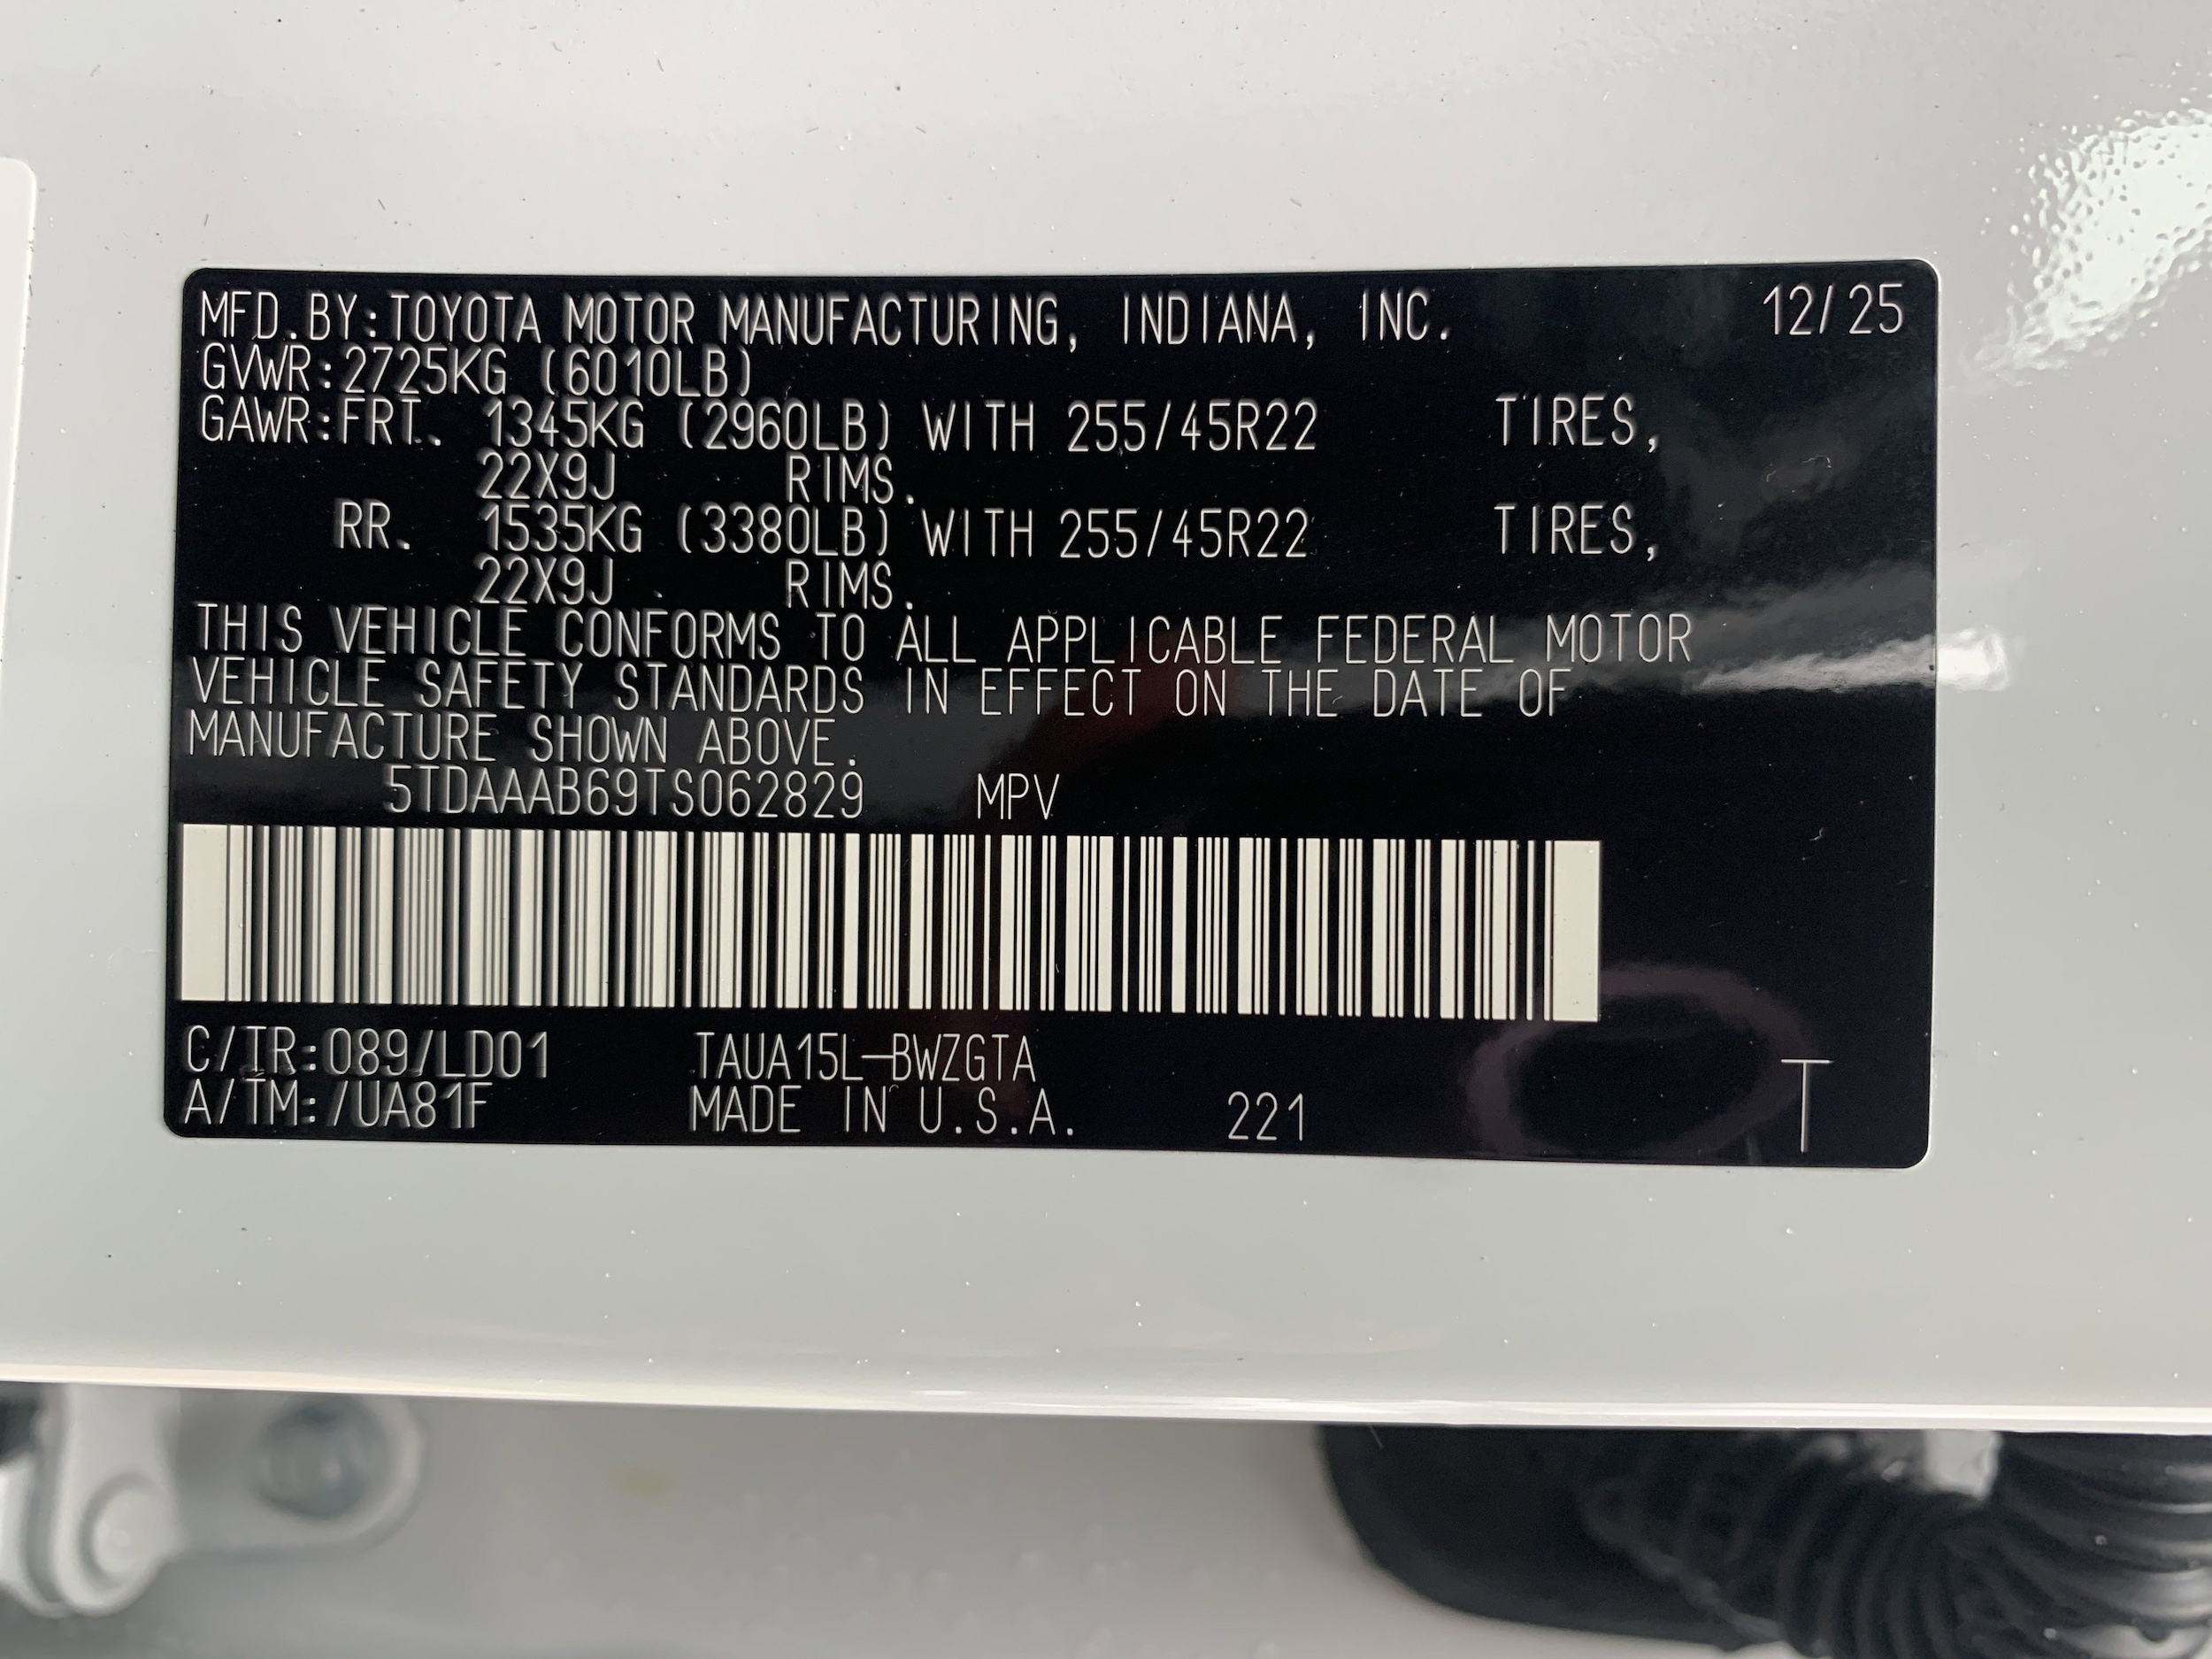 MFD.BY:TOYOTA MOTOR MANUFACTURING, INDIANA, INC. 12/25
GVWR:2725KG (6010LB)
GAWR:FRT. 1345KG (2960LB) WITH 255/45R22 TIRES,
22X9J RIMS.
RR. 1535KG (3380LB) WITH 255/45R22 TIRES,
22X9J RIMS.
THIS VEHICLE CONFORMS TO ALL APPLICABLE FEDERAL MOTOR
VEHICLE SAFETY STANDARDS IN EFFECT ON THE DATE OF
MANUFACTURE SHOWN ABOVE.
5TDAAAB69TS062829 MPV
C/TR:089/LD01 TAUA15L-BWZGTA
A/TM:/UA81F MADE IN U.S.A. 221 T